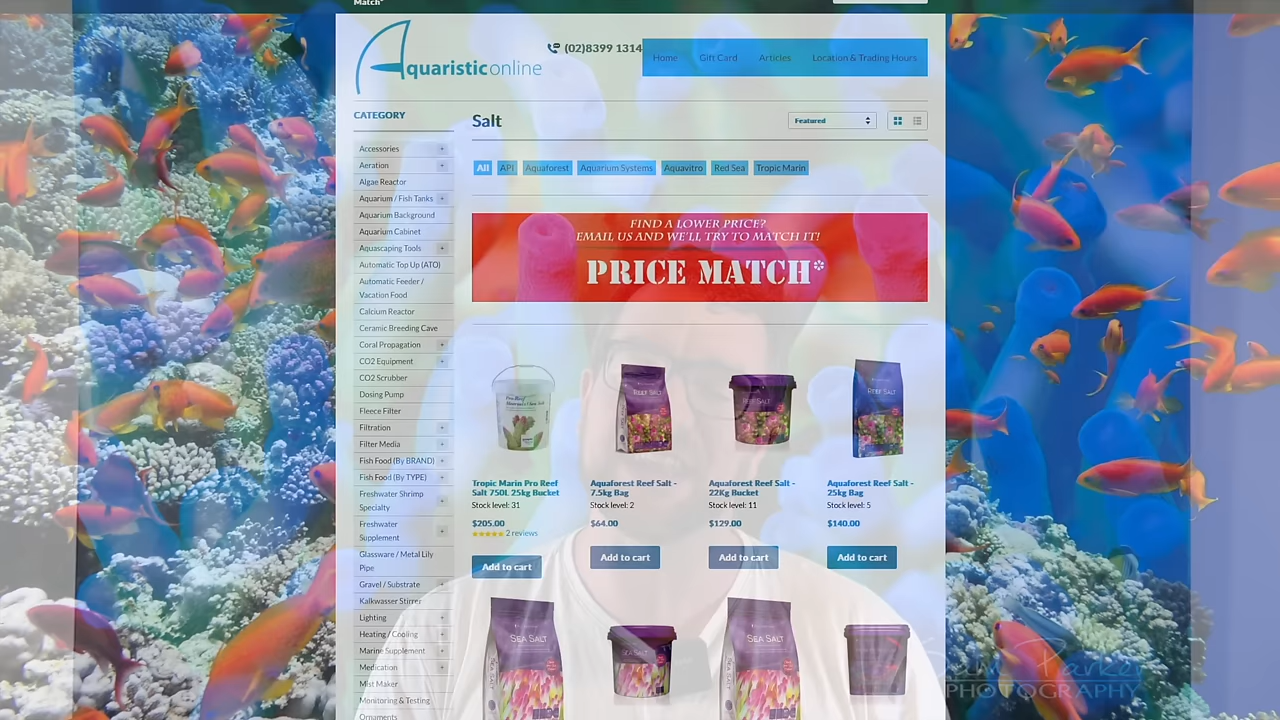 Match*
Aquaristiconline
(02)8399 1314
Home Gift Card Articles Location & Trading Hours
CATEGORY
Accessories
Aeration
Algae Reactor
Aquarium / Fish Tanks
Aquarium Background
Aquarium Cabinet
Aquascaping Tools
Automatic Top Up (ATO)
Automatic Feeder /
Vacation Food
Calcium Reactor
Ceramic Breeding Cave
Coral Propagation
CO2 Equipment
CO2 Scrubber
Dosing Pump
Fleece Filter
Filtration
Filter Media
Fish Food (By BRAND)
Fish Food (By TYPE)
Freshwater Shrimp
Specialty
Freshwater
Supplement
Glassware / Metal Lily
Pipe
Gravel / Substrate
Kalkwasser Stirrer
Lighting
Heating / Cooling
Marine Supplement
Medication
Mist Maker
Monitoring & Testing
Ornaments
Salt
Featured
All API Aquaforest Aquarium Systems Aquavitro Red Sea Tropic Marin
FIND A LOWER PRICE?
EMAIL US AND WE'LL TRY TO MATCH IT!
PRICE MATCH*
REEF SALT
REEF SALT
REEF SALT
Tropic Marin Pro Reef
Salt 750L 25kg Bucket
Stock level: 31
$205.00
2 reviews
Add to cart
Aquaforest Reef Salt -
7.5kg Bag
Stock level: 2
$64.00
Add to cart
Aquaforest Reef Salt -
22Kg Bucket
Stock level: 11
$129.00
Add to cart
Aquaforest Reef Salt -
25kg Bag
Stock level: 5
$140.00
Add to cart
SEA SALT
SEA SALT
SEA SALT
Parker
PHOTOGRAPHY